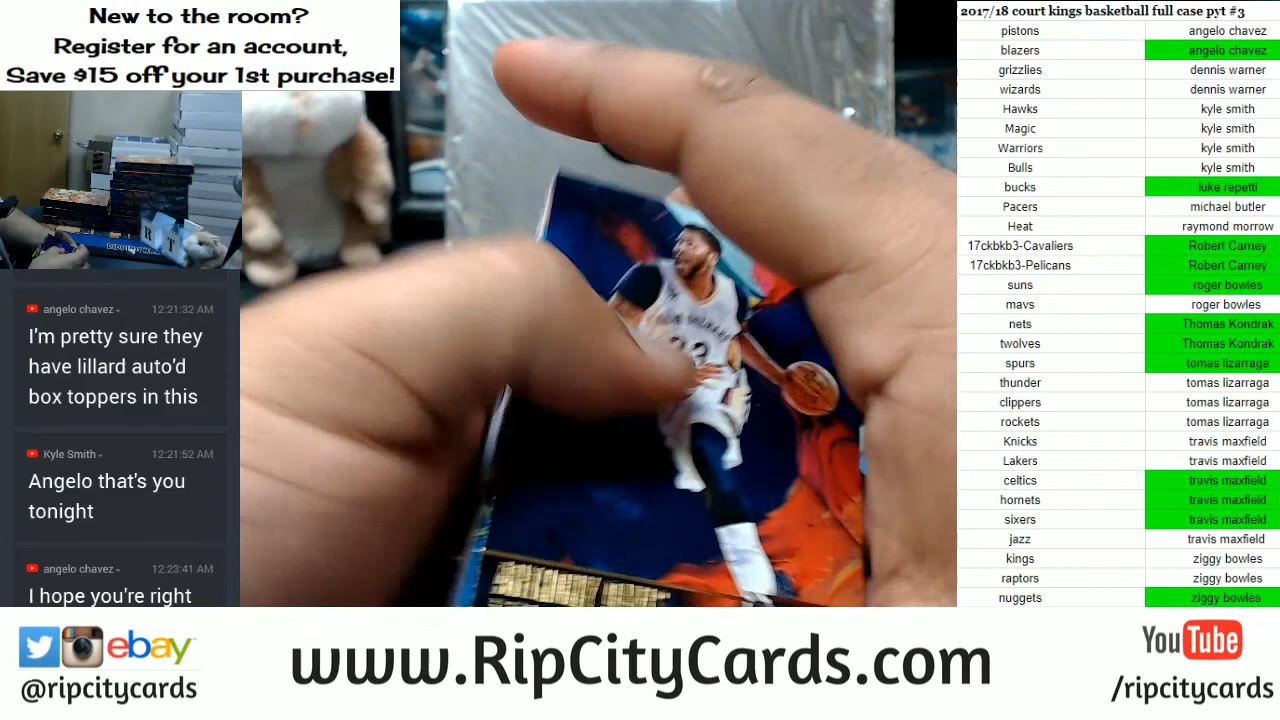 New to the room?
Register for an account,
Save $15 off your 1st purchase!
angelo chavez
12:21:32 AM
I'm pretty sure they
have lillard auto'd
box toppers in this
Kyle Smith
12:21:52 AM
Angelo that's you
tonight
angelo chavez
12:23:41 AM
I hope you're right
R T
33
2017/18 court kings basketball full case pyt #3
pistons angelo chavez
blazers angelo chavez
grizzlies dennis warner
wizards dennis warner
Hawks kyle smith
Magic kyle smith
Warriors kyle smith
Bulls kyle smith
bucks luke repetti
Pacers michael butler
Heat raymond morrow
17ckbkb3-Cavaliers Robert Carney
17ckbkb3-Pelicans Robert Carney
suns roger bowles
mavs roger bowles
nets Thomas Kondrak
twolves Thomas Kondrak
spurs tomas lizarraga
thunder tomas lizarraga
clippers tomas lizarraga
rockets tomas lizarraga
Knicks travis maxfield
Lakers travis maxfield
celtics travis maxfield
hornets travis maxfield
sixers travis maxfield
jazz travis maxfield
kings ziggy bowles
raptors ziggy bowles
nuggets ziggy bowles
ebay
@ripcitycards
www.RipCityCards.com
YouTube
/ripcitycards